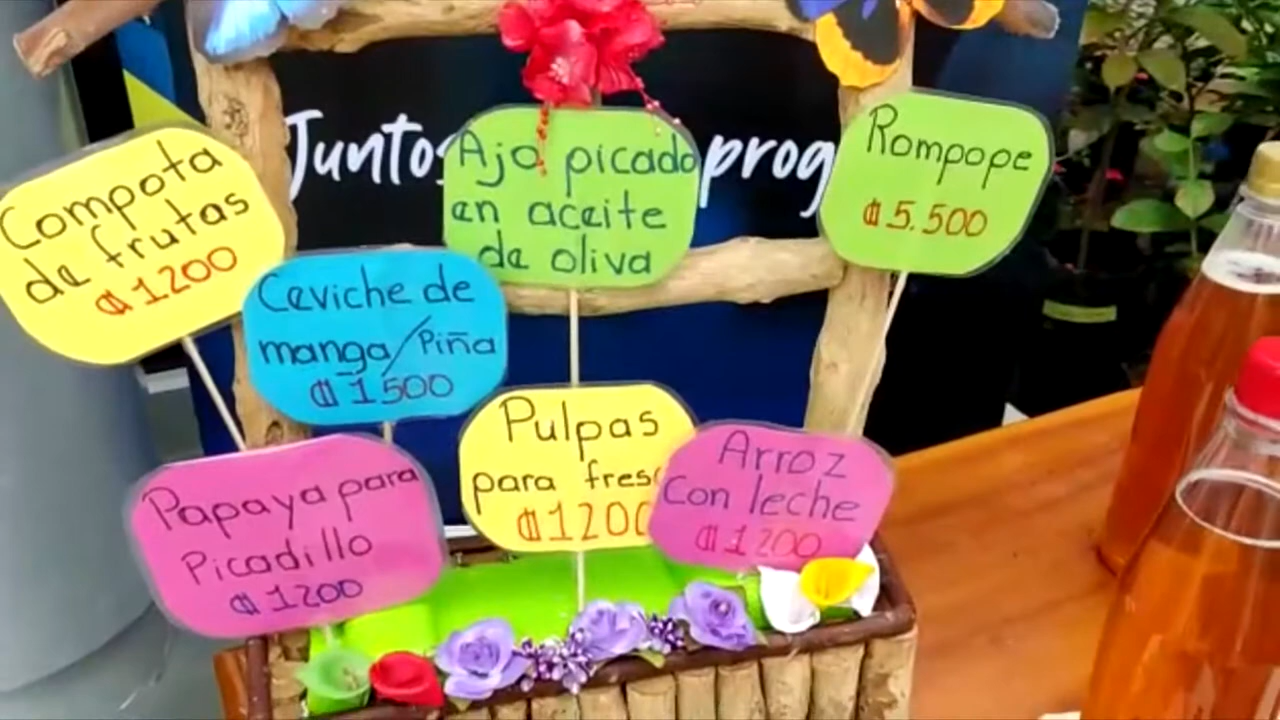 Juntos prog
Compota
de frutas
₡1200
Ajo picado
en aceite
de oliva
Rompope
₡5.500
Ceviche de
manga/Piña
₡1500
Pulpas
para fresc
₡1200
Arroz
Con leche
₡1200
Papaya para
Picadillo
₡1200